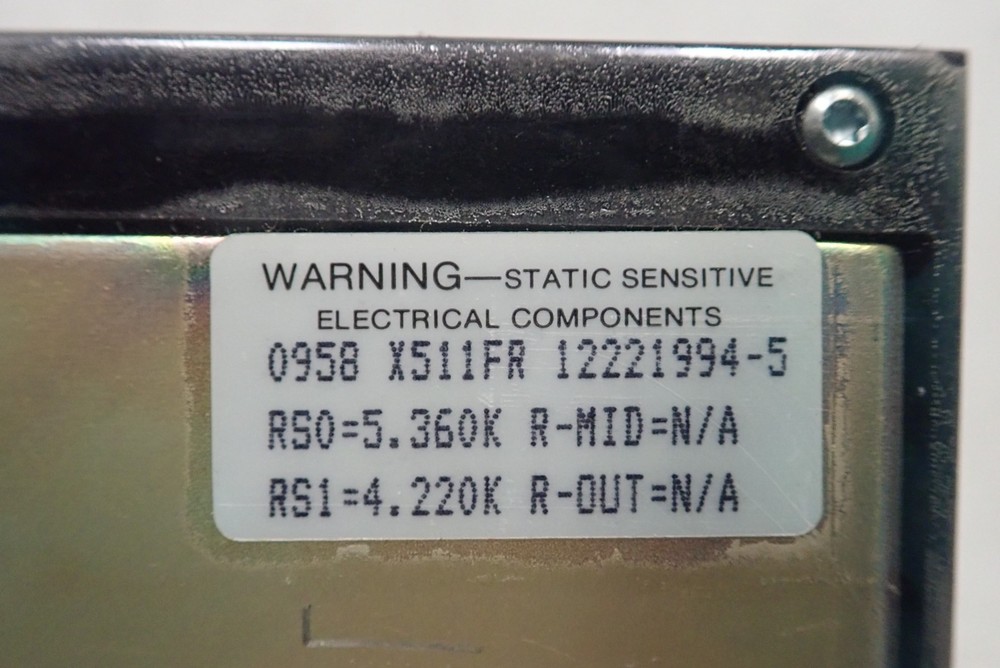 WARNING—STATIC SENSITIVE
ELECTRICAL COMPONENTS
0958 X511FR 12221994-5
RS0=5.360K R-MID=N/A
RS1=4.220K R-OUT=N/A